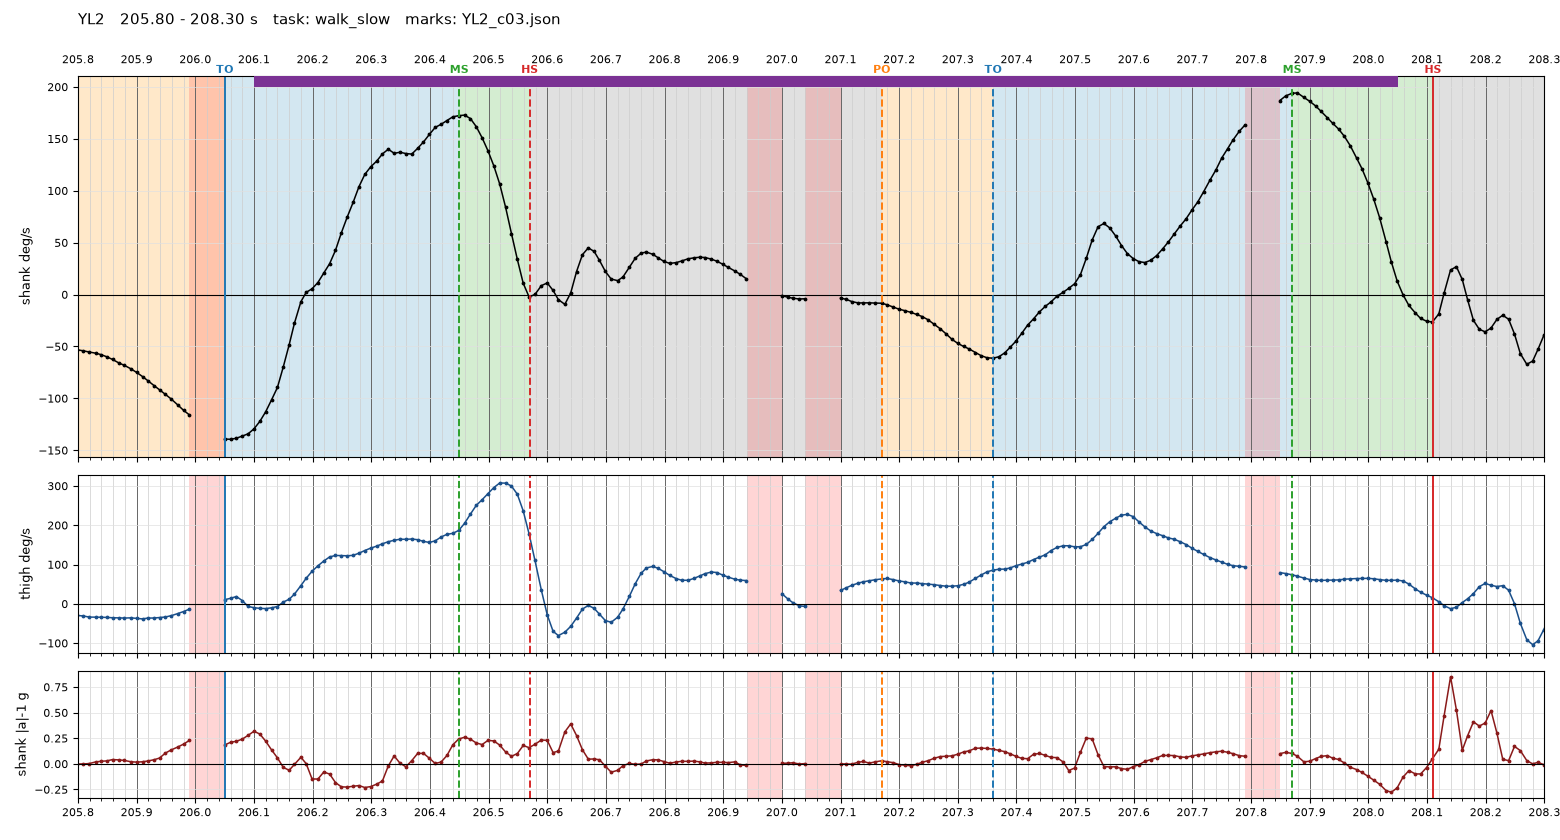 YL2   205.80 - 208.30 s   task: walk_slow   marks: YL2_c03.json
205.8 205.9 206.0 206.1 206.2 206.3 206.4 206.5 206.6 206.7 206.8 206.9 207.0 207.1 207.2 207.3 207.4 207.5 207.6 207.7 207.8 207.9 208.0 208.1 208.2 208.3
TO MS HS PO TO MS HS
shank deg/s
200
150
100
50
0
−50
−100
−150
thigh deg/s
300
200
100
0
−100
shank |a|-1 g
0.75
0.50
0.25
0.00
−0.25
205.8 205.9 206.0 206.1 206.2 206.3 206.4 206.5 206.6 206.7 206.8 206.9 207.0 207.1 207.2 207.3 207.4 207.5 207.6 207.7 207.8 207.9 208.0 208.1 208.2 208.3